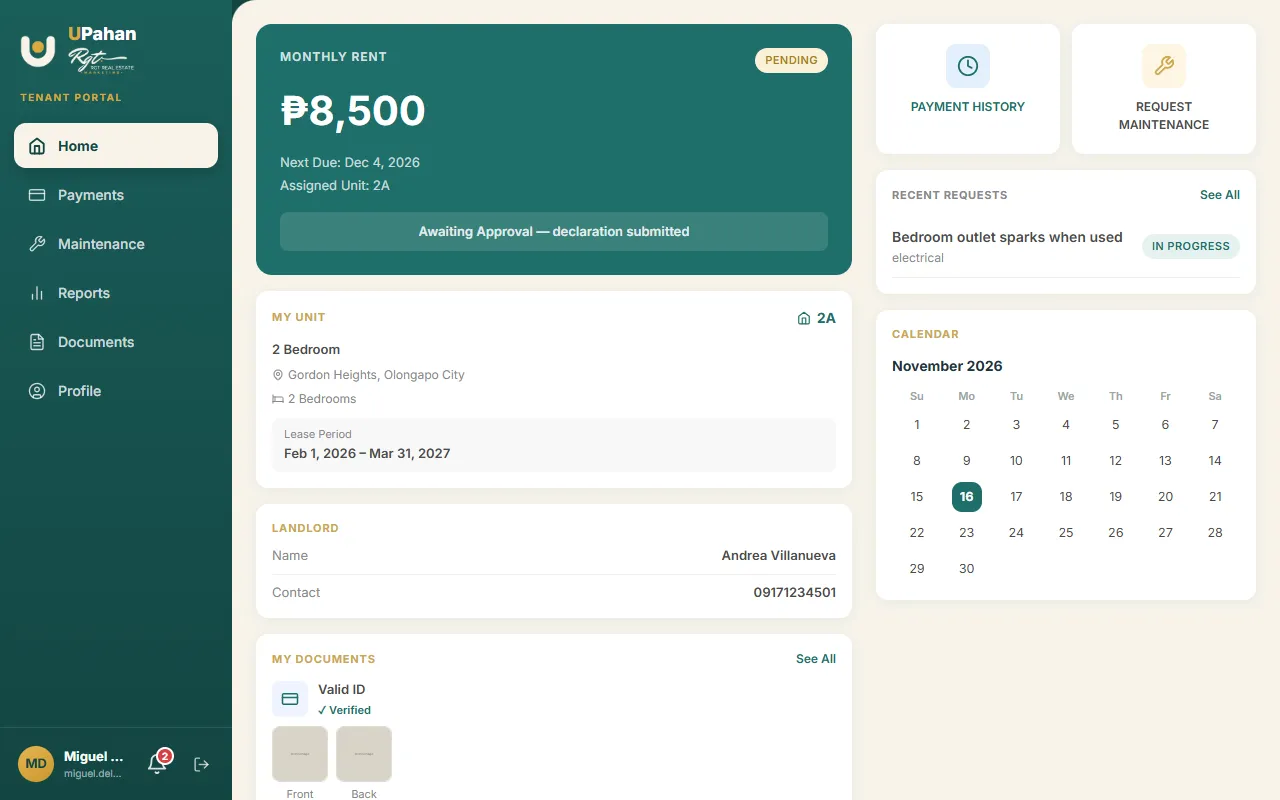 UPahan
Rgt
RGT REAL ESTATE
MARKETING
TENANT PORTAL
Home
Payments
Maintenance
Reports
Documents
Profile
MD
Miguel ...
miguel.del...
2
MONTHLY RENT
PENDING
₱8,500
Next Due: Dec 4, 2026
Assigned Unit: 2A
Awaiting Approval — declaration submitted
MY UNIT
2A
2 Bedroom
Gordon Heights, Olongapo City
2 Bedrooms
Lease Period
Feb 1, 2026 – Mar 31, 2027
LANDLORD
Name
Andrea Villanueva
Contact
09171234501
MY DOCUMENTS
See All
Valid ID
✓ Verified
Front
Back
PAYMENT HISTORY
REQUEST
MAINTENANCE
RECENT REQUESTS
See All
Bedroom outlet sparks when used
electrical
IN PROGRESS
CALENDAR
November 2026
Su Mo Tu We Th Fr Sa
1 2 3 4 5 6 7
8 9 10 11 12 13 14
15 16 17 18 19 20 21
22 23 24 25 26 27 28
29 30